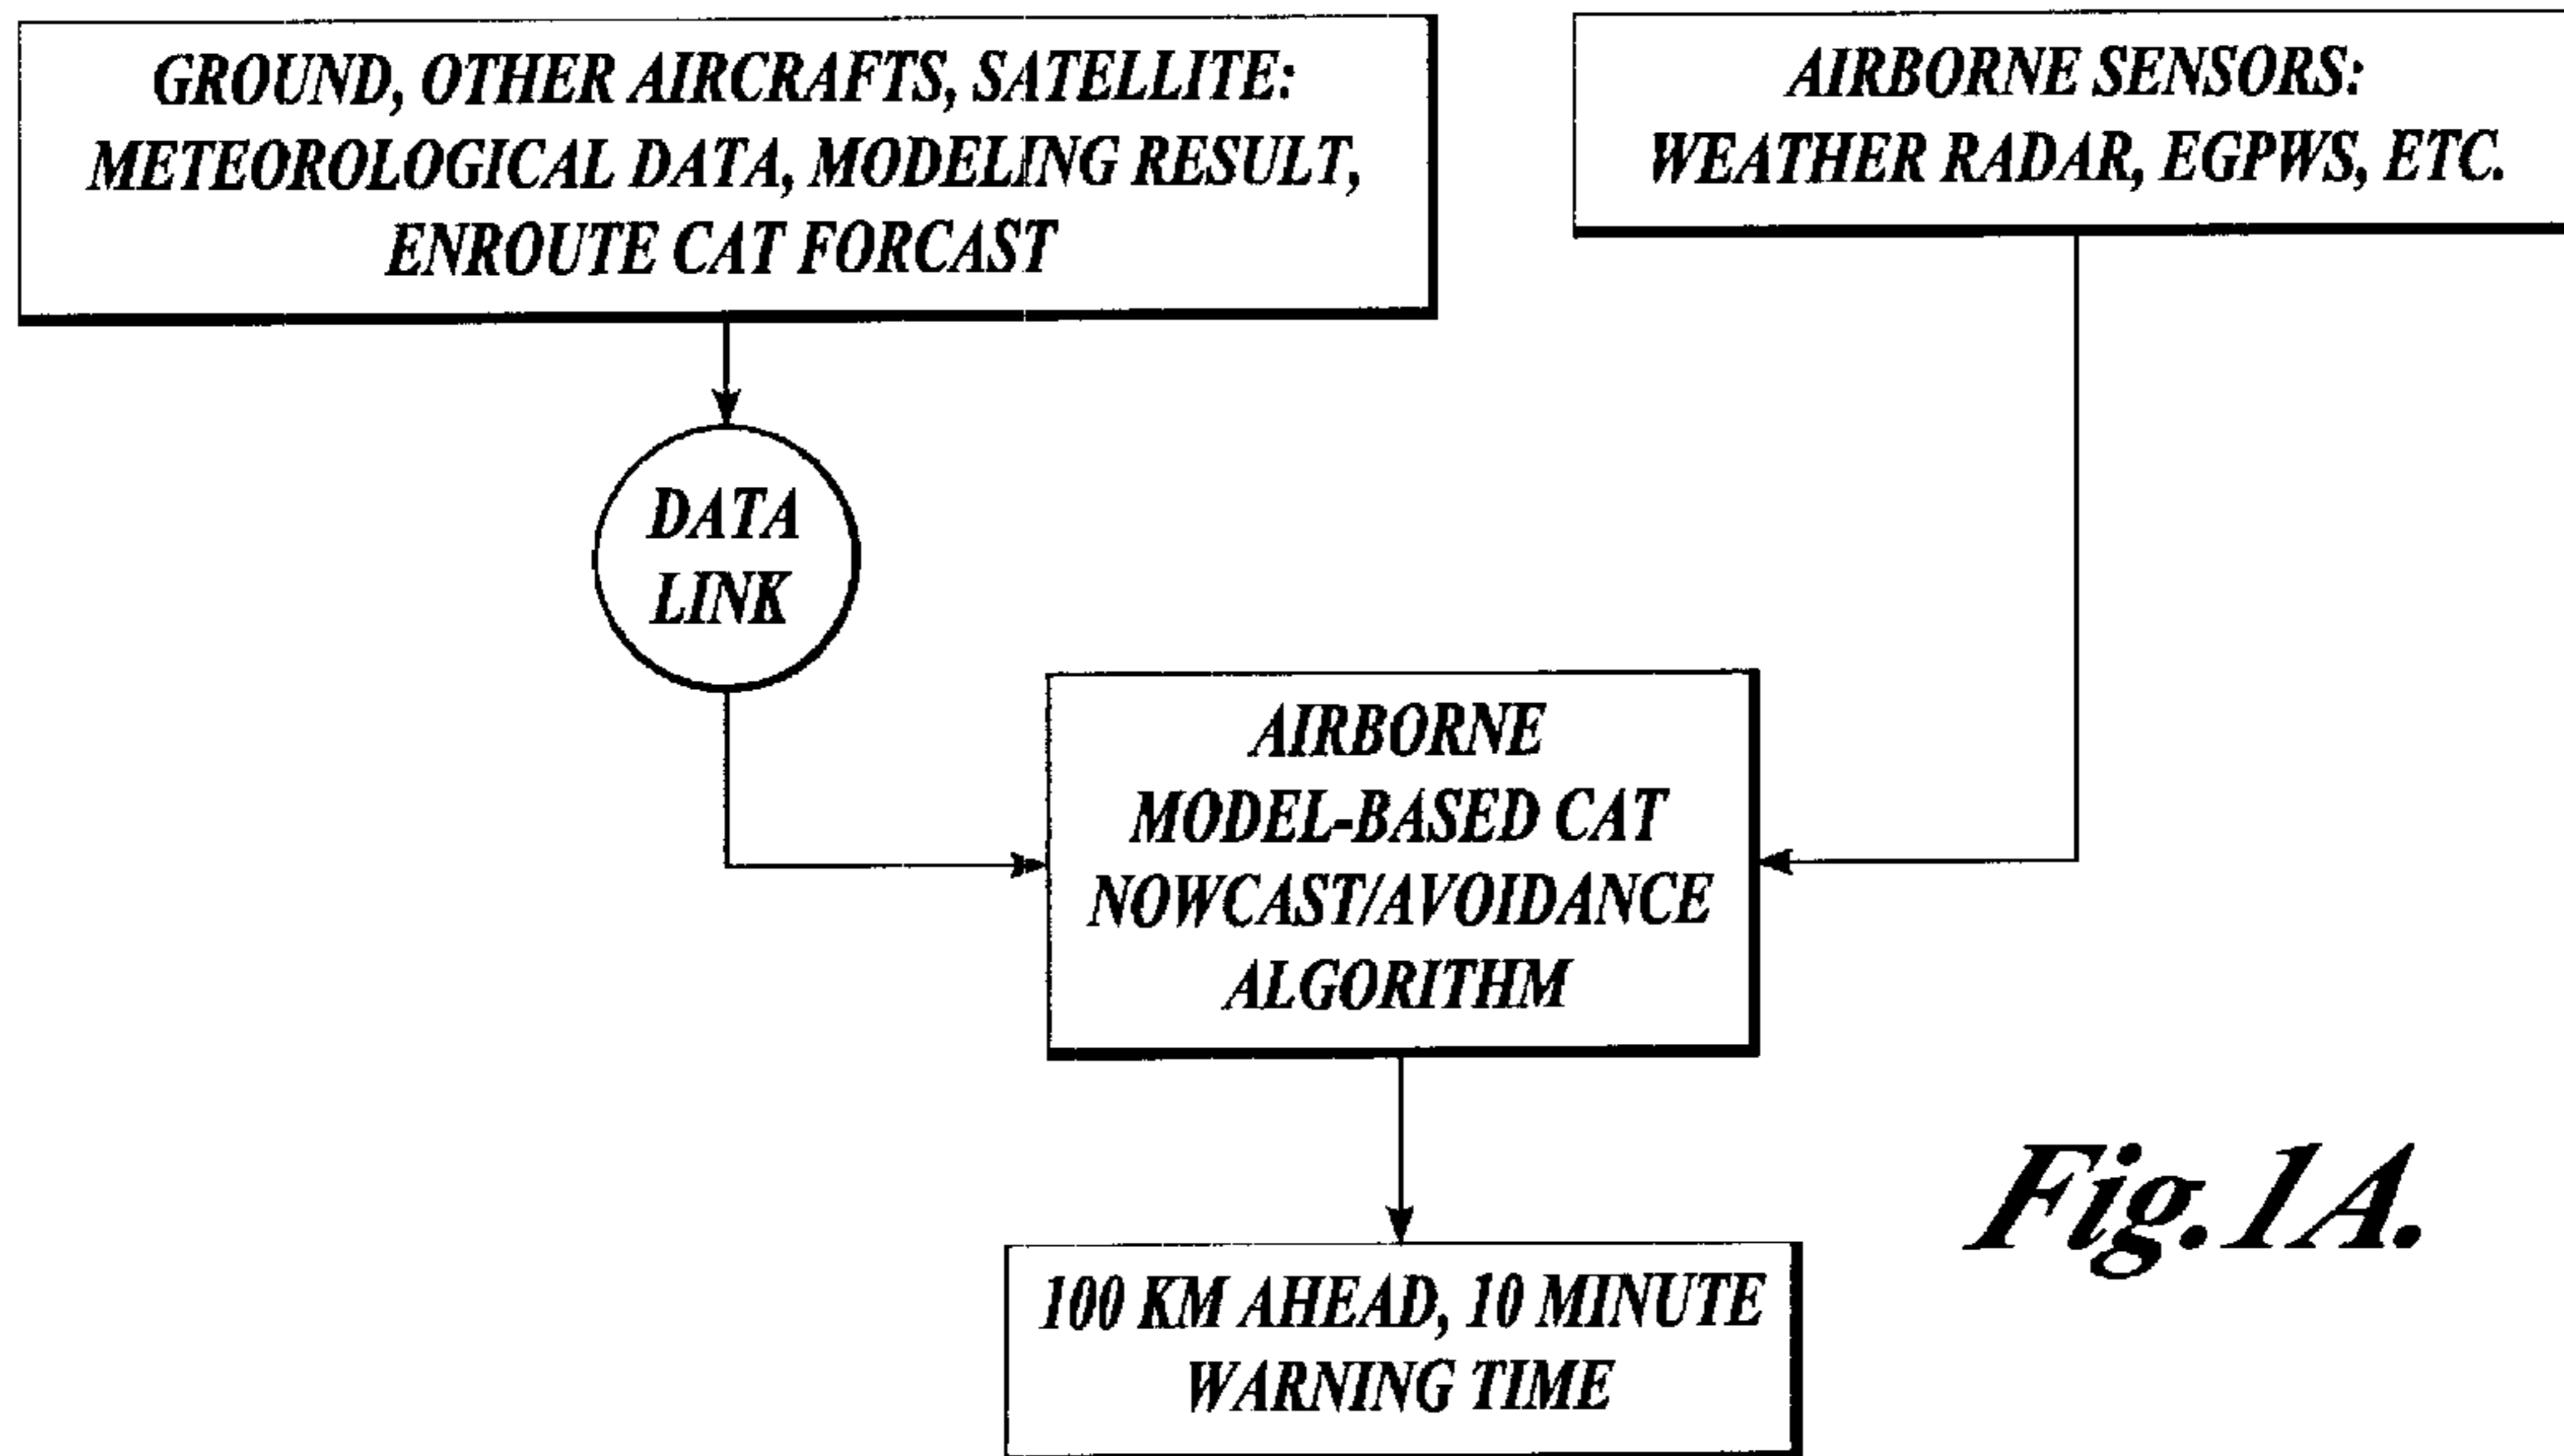 GROUND, OTHER AIRCRAFTS, SATELLITE:
METEOROLOGICAL DATA, MODELING RESULT,
ENROUTE CAT FORCAST
AIRBORNE SENSORS:
WEATHER RADAR, EGPWS, ETC.
DATA
LINK
AIRBORNE
MODEL-BASED CAT
NOWCAST/AVOIDANCE
ALGORITHM
100 KM AHEAD, 10 MINUTE
WARNING TIME
Fig.1A.